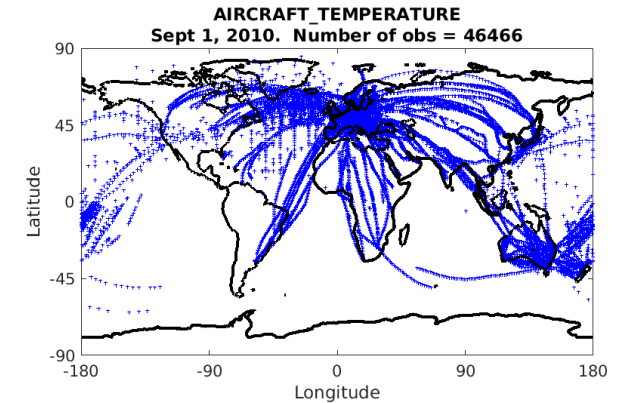 AIRCRAFT_TEMPERATURE
Sept 1, 2010.  Number of obs = 46466
90
45
0
-45
-90
Latitude
-180
-90
0
90
180
Longitude